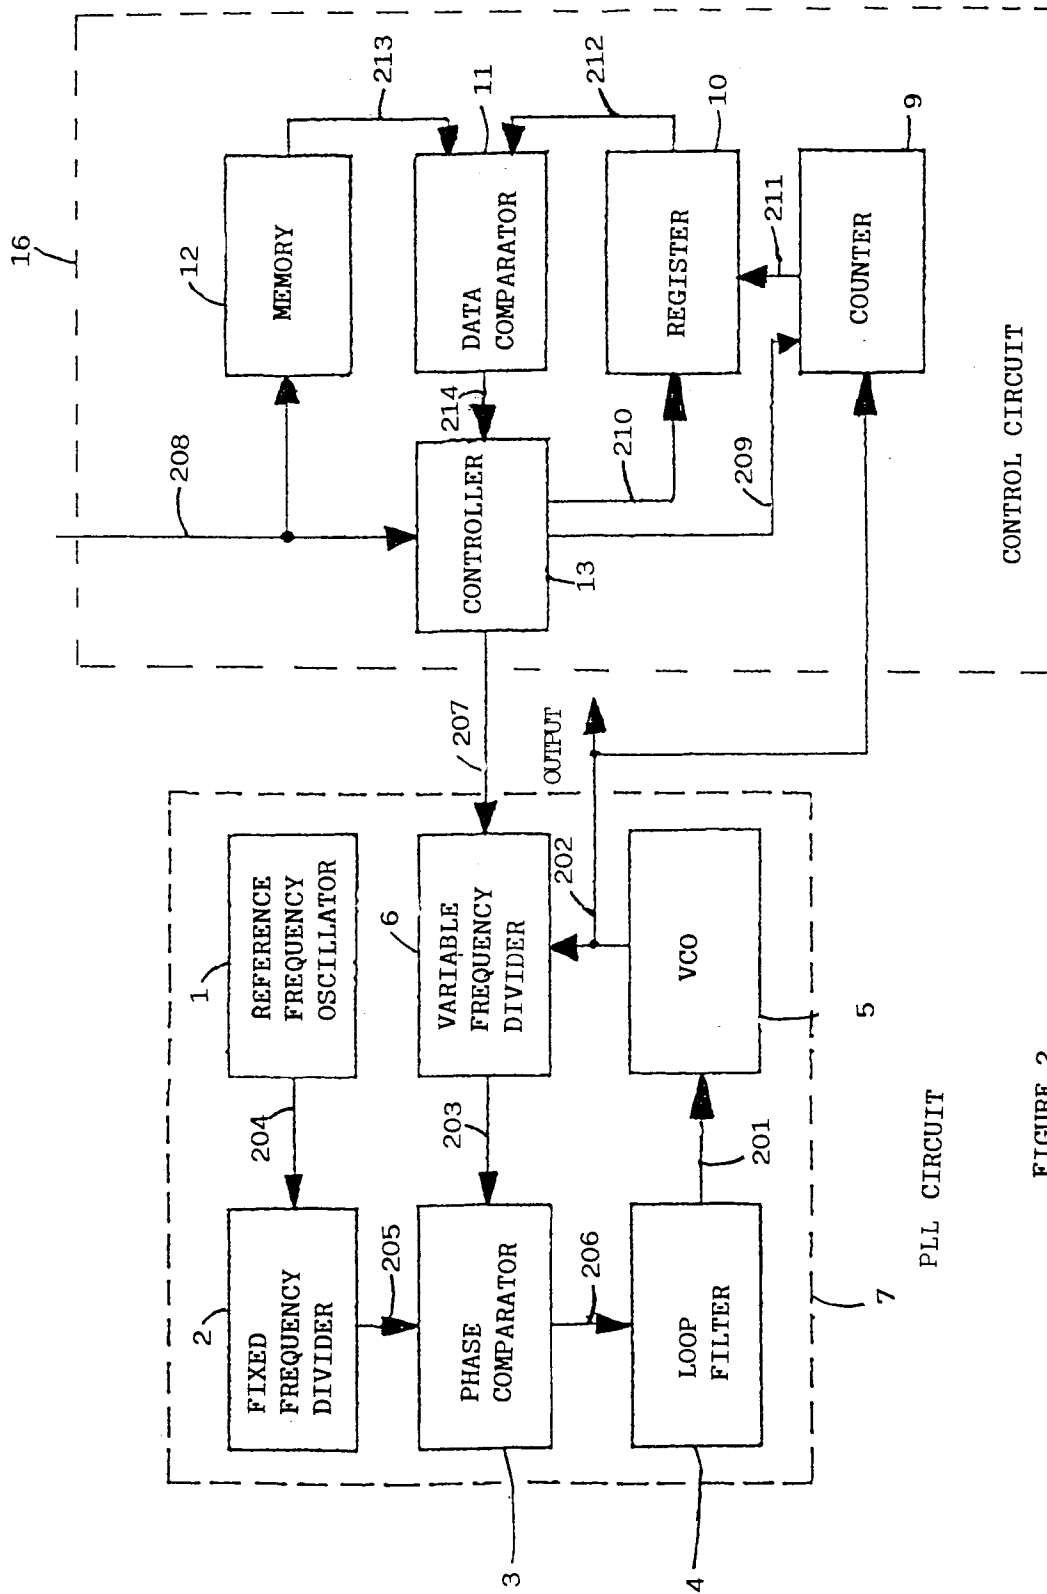 16
208
12
MEMORY
213
CONTROLLER
13
214
DATA
COMPARATOR
11
212
210
REGISTER
10
209
211
COUNTER
9
CONTROL CIRCUIT
207
OUTPUT
1
REFERENCE
FREQUENCY
OSCILLATOR
204
2
FIXED
FREQUENCY
DIVIDER
205
6
VARIABLE
FREQUENCY
DIVIDER
203
202
PHASE
COMPARATOR
3
206
VCO
5
201
LOOP
FILTER
4
7
PLL CIRCUIT
FIGURE